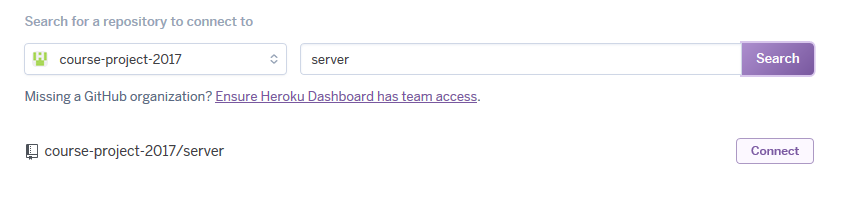 Search for a repository to connect to
course-project-2017 server Search
Missing a GitHub organization? Ensure Heroku Dashboard has team access.
course-project-2017/server Connect